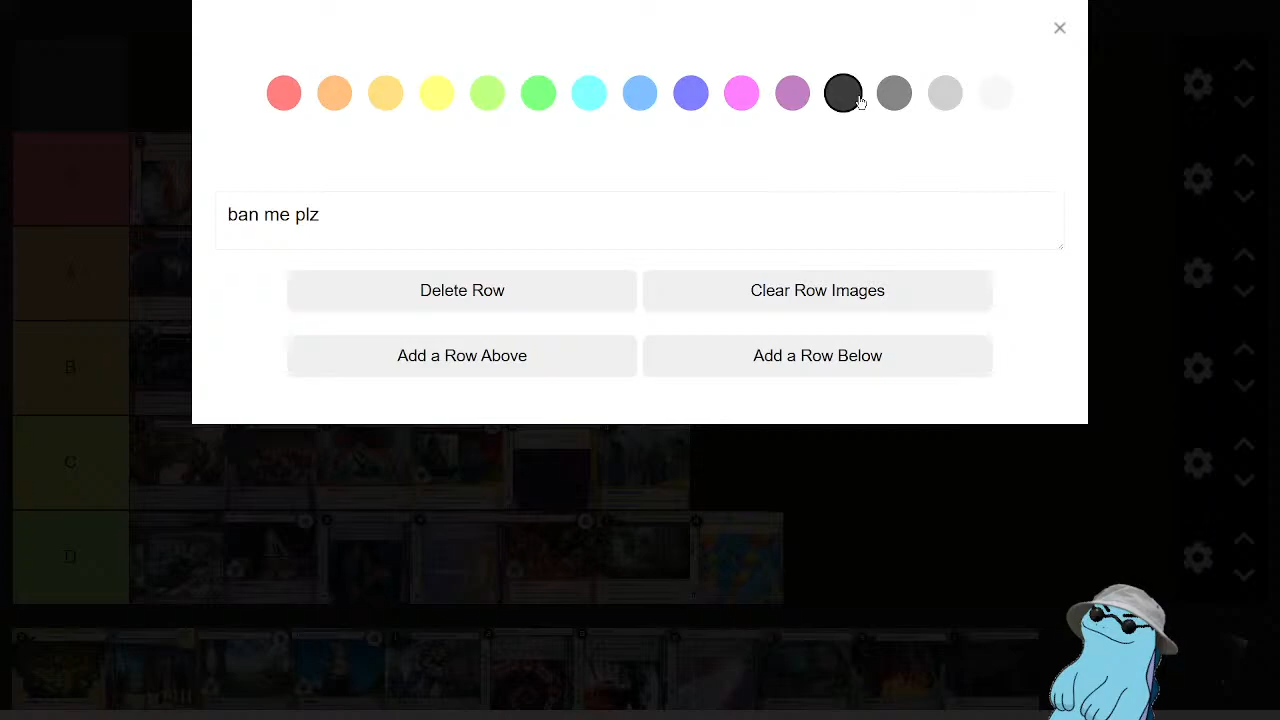 ×
ban me plz
Delete Row
Clear Row Images
Add a Row Above
Add a Row Below
A
B
C
D